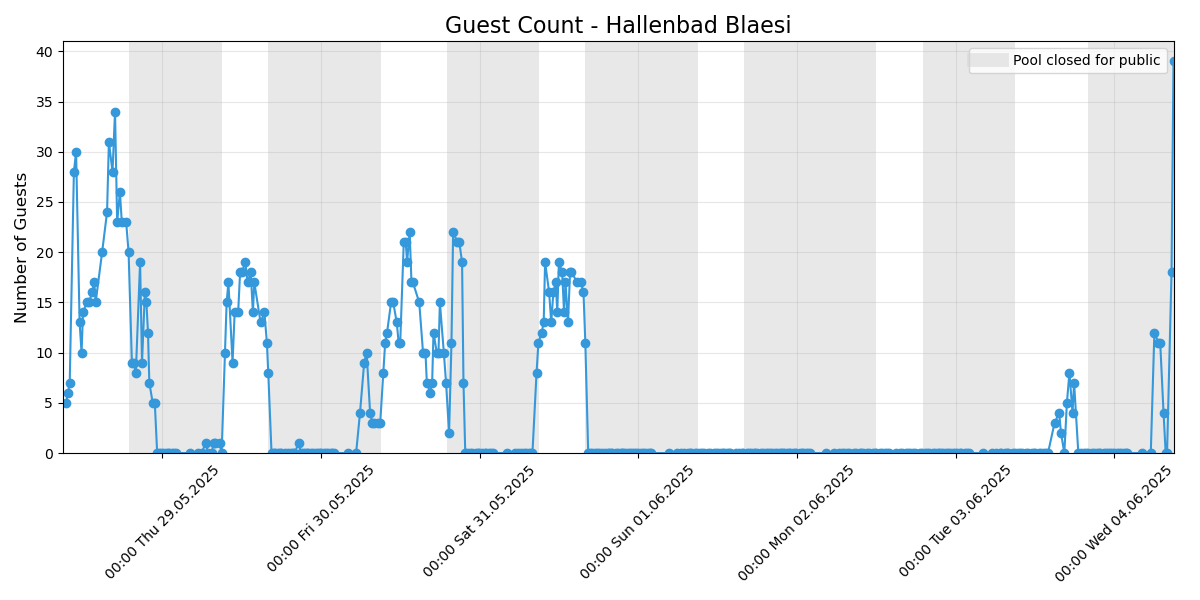 Guest Count - Hallenbad Blaesi
Pool closed for public
Number of Guests
40
35
30
25
20
15
10
5
0
00:00 Thu 29.05.2025
00:00 Fri 30.05.2025
00:00 Sat 31.05.2025
00:00 Sun 01.06.2025
00:00 Mon 02.06.2025
00:00 Tue 03.06.2025
00:00 Wed 04.06.2025